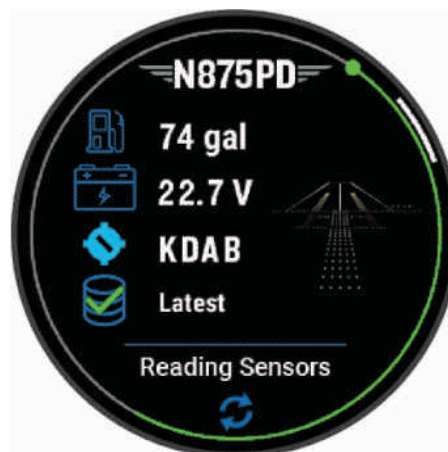 N875PD
74 gal
22.7 V
KDAB
Latest
Reading Sensors